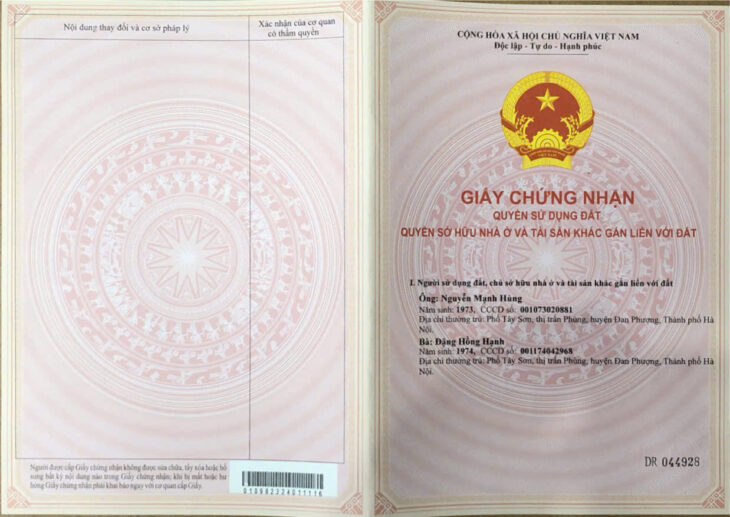 Nội dung thay đổi và cơ sở pháp lý
Xác nhận của cơ quan
có thẩm quyền
Người được cấp Giấy chứng nhận không được sửa chữa, tẩy xóa hoặc bổ
sung bất kỳ nội dung nào trong Giấy chứng nhận; khi bị mất hoặc hư
hỏng Giấy chứng nhận phải khai báo ngay với cơ quan cấp Giấy.
010982324011116
CỘNG HÒA XÃ HỘI CHỦ NGHĨA VIỆT NAM
Độc lập - Tự do - Hạnh phúc
VIỆT NAM
GIẤY CHỨNG NHẬN
QUYỀN SỬ DỤNG ĐẤT
QUYỀN SỞ HỮU NHÀ Ở VÀ TÀI SẢN KHÁC GẮN LIỀN VỚI ĐẤT
I. Người sử dụng đất, chủ sở hữu nhà ở và tài sản khác gắn liền với đất
Ông: Nguyễn Mạnh Hùng
Năm sinh: 1973, CCCD số: 001073020881
Địa chỉ thường trú: Phố Tây Sơn, thị trấn Phùng, huyện Đan Phượng, Thành phố Hà
Nội.
Bà: Đặng Hồng Hạnh
Năm sinh: 1974, CCCD số: 001174042968
Địa chỉ thường trú: Phố Tây Sơn, thị trấn Phùng, huyện Đan Phượng, Thành phố Hà
Nội.
DR 044928